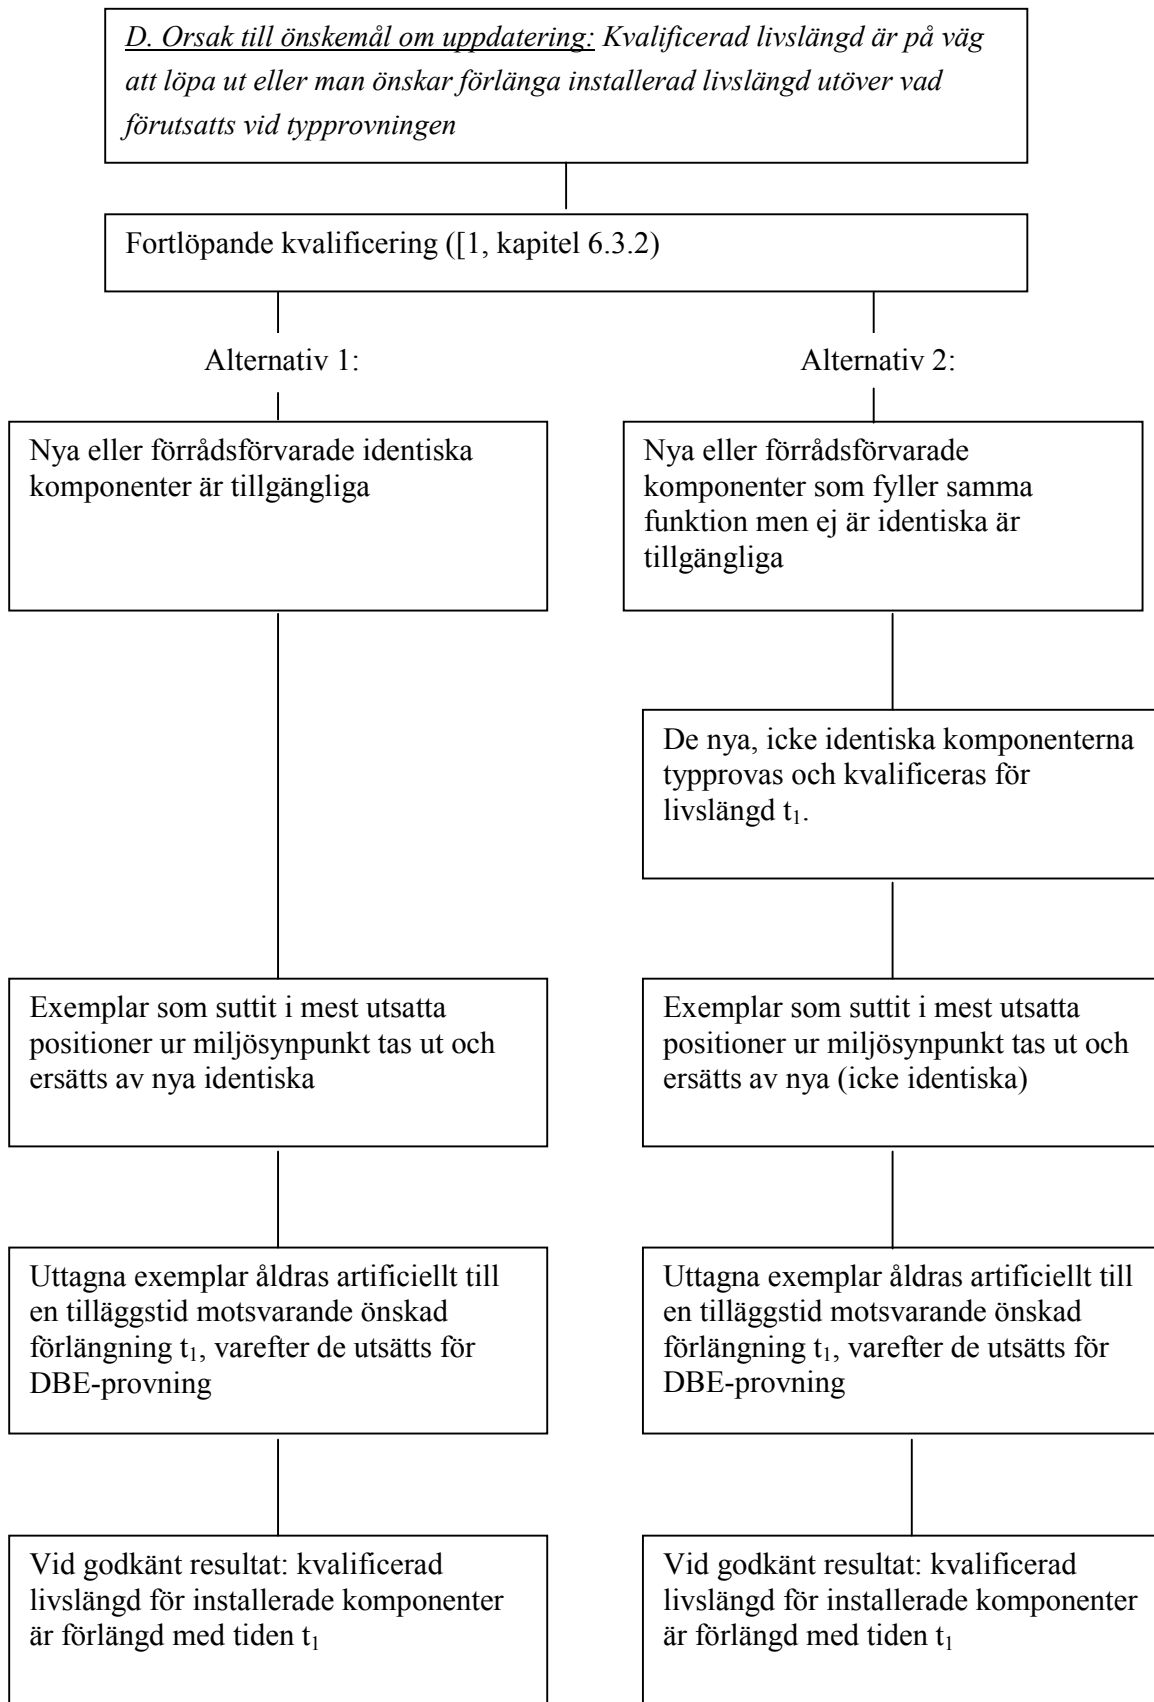 D. Orsak till önskemål om uppdatering: Kvalificerad livslängd är på väg
att löpa ut eller man önskar förlänga installerad livslängd utöver vad
förutsatts vid typprovningen
Fortlöpande kvalificering ([1, kapitel 6.3.2)
Alternativ 1:
Alternativ 2:
Nya eller förrådsförvarade identiska
komponenter är tillgängliga
Nya eller förrådsförvarade
komponenter som fyller samma
funktion men ej är identiska är
tillgängliga
De nya, icke identiska komponenterna
typprovas och kvalificeras för
livslängd t₁.
Exemplar som suttit i mest utsatta
positioner ur miljösynpunkt tas ut och
ersätts av nya identiska
Exemplar som suttit i mest utsatta
positioner ur miljösynpunkt tas ut och
ersätts av nya (icke identiska)
Uttagna exemplar åldras artificiellt till
en tilläggstid motsvarande önskad
förlängning t₁, varefter de utsätts för
DBE-provning
Uttagna exemplar åldras artificiellt till
en tilläggstid motsvarande önskad
förlängning t₁, varefter de utsätts för
DBE-provning
Vid godkänt resultat: kvalificerad
livslängd för installerade komponenter
är förlängd med tiden t₁
Vid godkänt resultat: kvalificerad
livslängd för installerade komponenter
är förlängd med tiden t₁